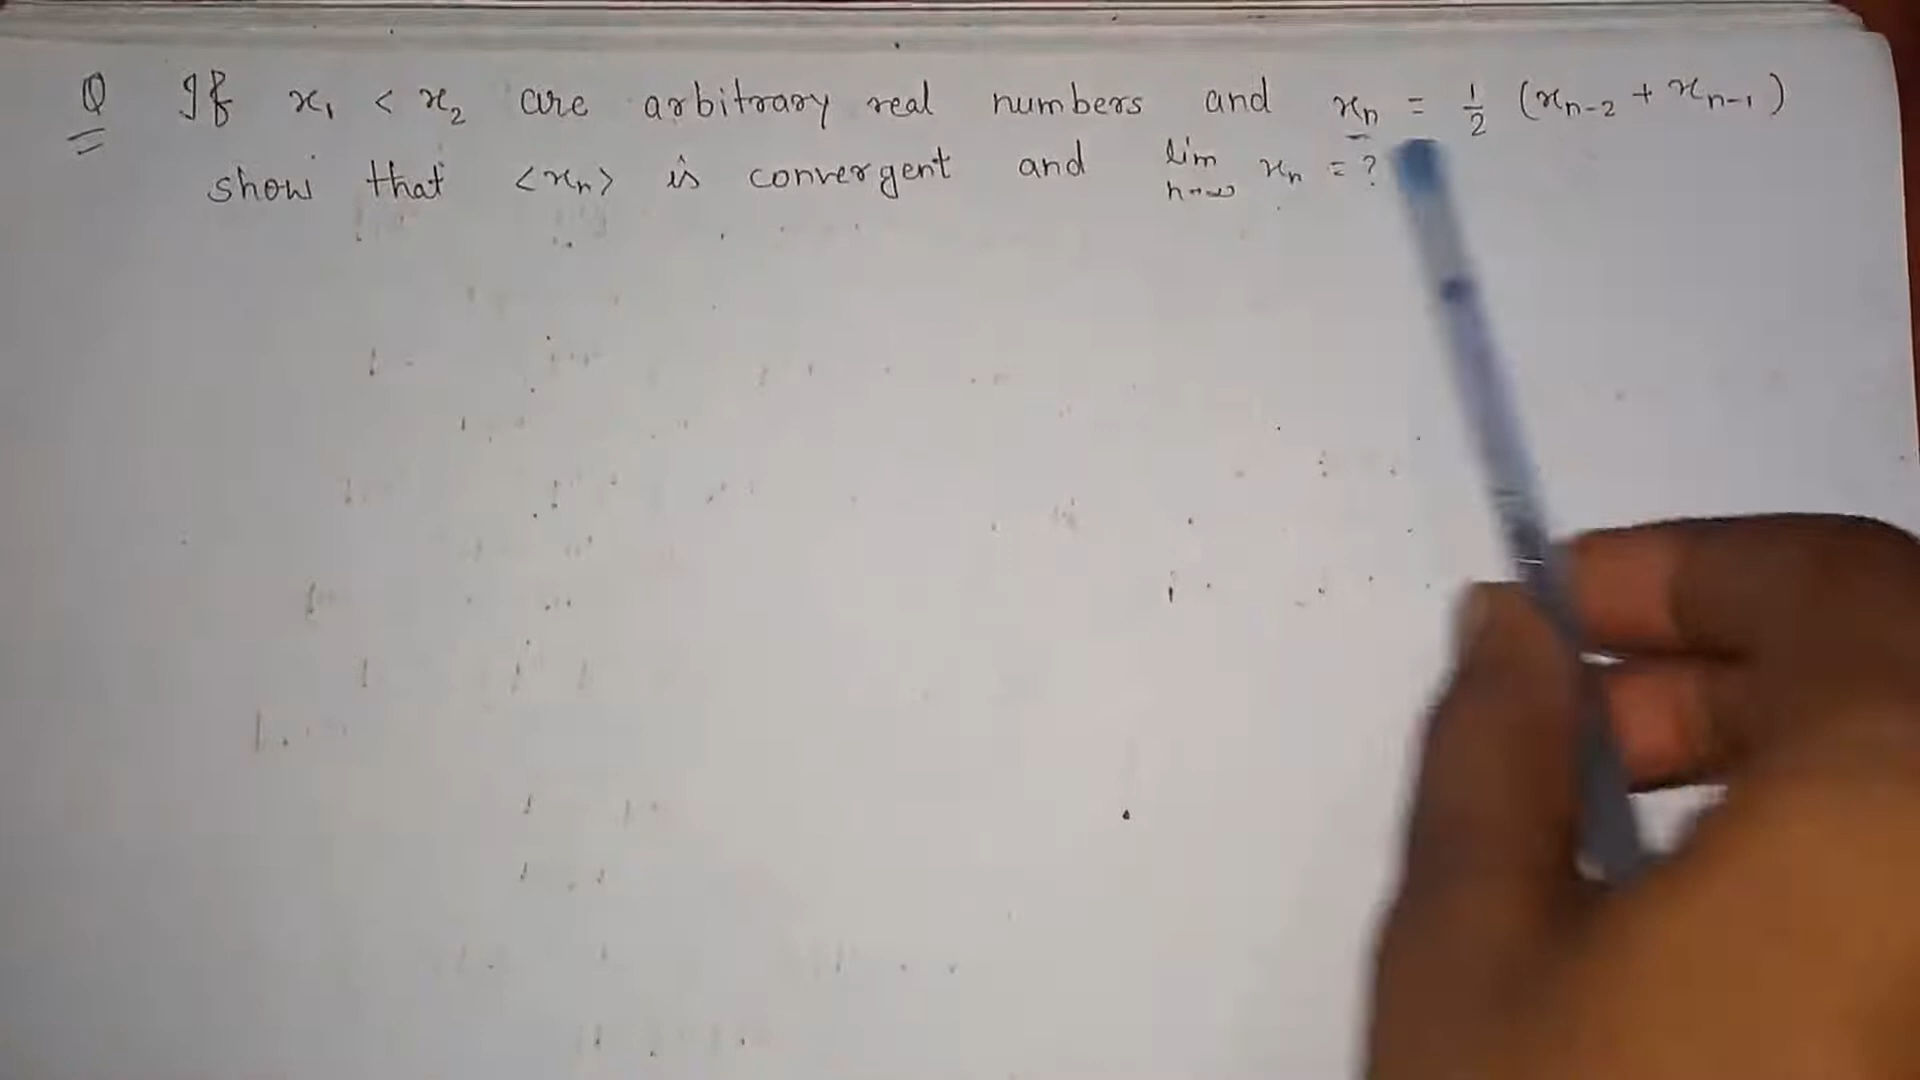 Q If x₁ < x₂ are arbitrary real numbers and xₙ = 1/2 (xₙ₋₂ + xₙ₋₁)
show that <xₙ> is convergent and lim n→∞ xₙ = ?